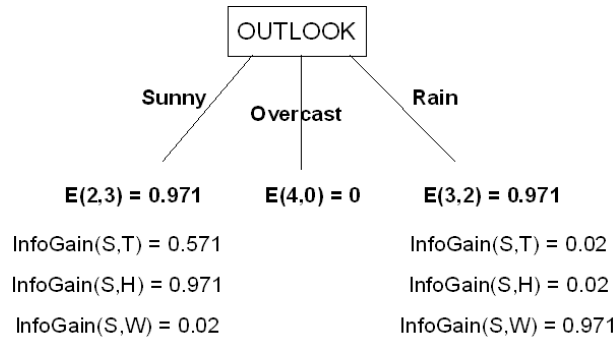 OUTLOOK
Sunny
Overcast
Rain
E(2,3) = 0.971
E(4,0) = 0
E(3,2) = 0.971
InfoGain(S,T) = 0.571
InfoGain(S,T) = 0.02
InfoGain(S,H) = 0.971
InfoGain(S,H) = 0.02
InfoGain(S,W) = 0.02
InfoGain(S,W) = 0.971